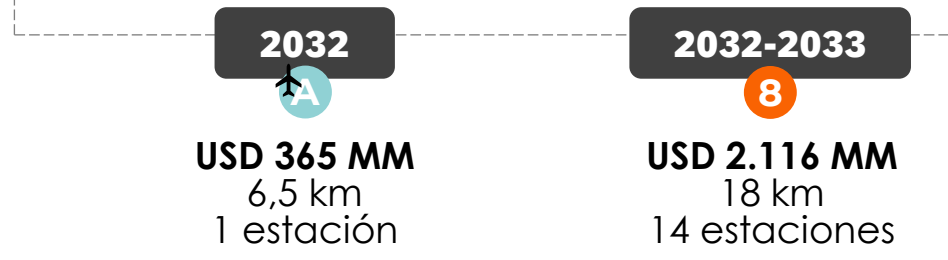 2032
A
USD 365 MM
6,5 km
1 estación
2032-2033
8
USD 2.116 MM
18 km
14 estaciones